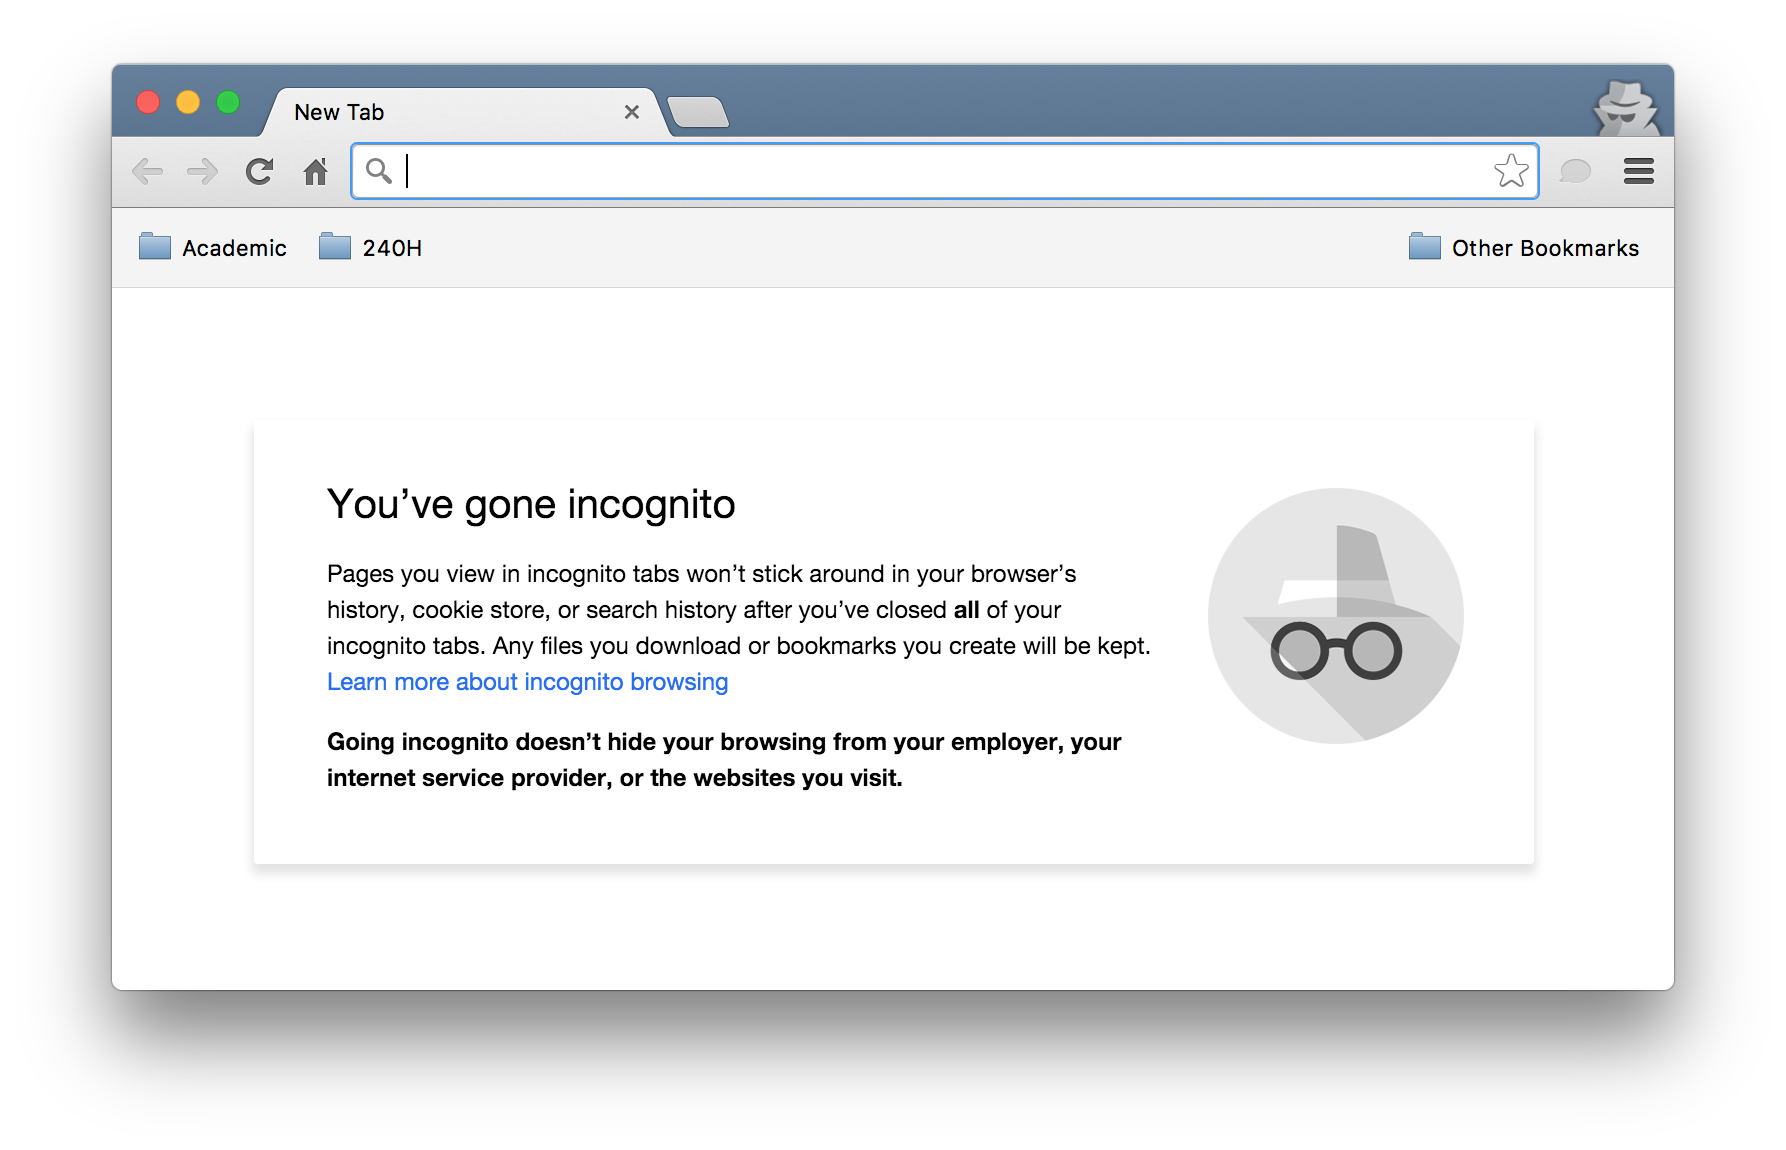 New Tab
Academic 240H Other Bookmarks
You’ve gone incognito
Pages you view in incognito tabs won’t stick around in your browser’s
history, cookie store, or search history after you’ve closed all of your
incognito tabs. Any files you download or bookmarks you create will be kept.
Learn more about incognito browsing
Going incognito doesn’t hide your browsing from your employer, your
internet service provider, or the websites you visit.